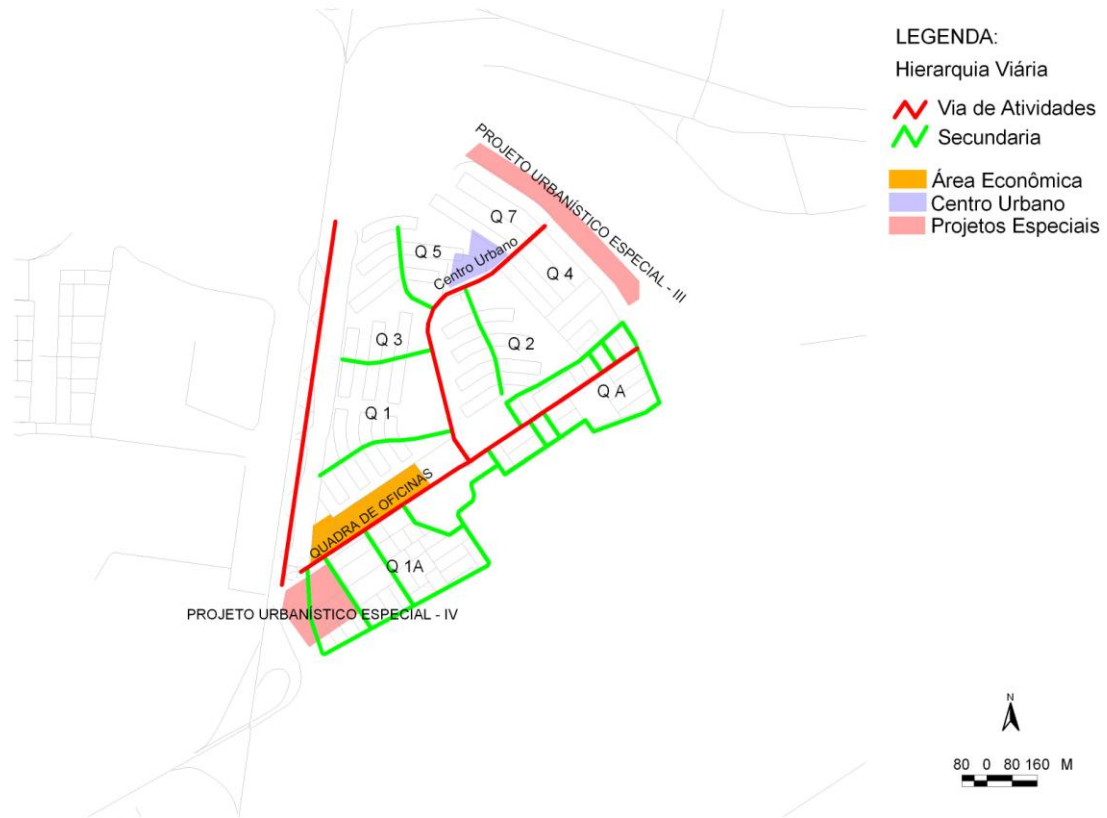 LEGENDA:
Hierarquia Viária
Via de Atividades
Secundaria
Área Econômica
Centro Urbano
Projetos Especiais
PROJETO URBANÍSTICO ESPECIAL - III
Q 7
Q 5
Centro Urbano
Q 4
Q 3
Q 2
Q A
Q 1
QUADRA DE OFICINAS
Q 1A
PROJETO URBANÍSTICO ESPECIAL - IV
N
80 0 80 160 M